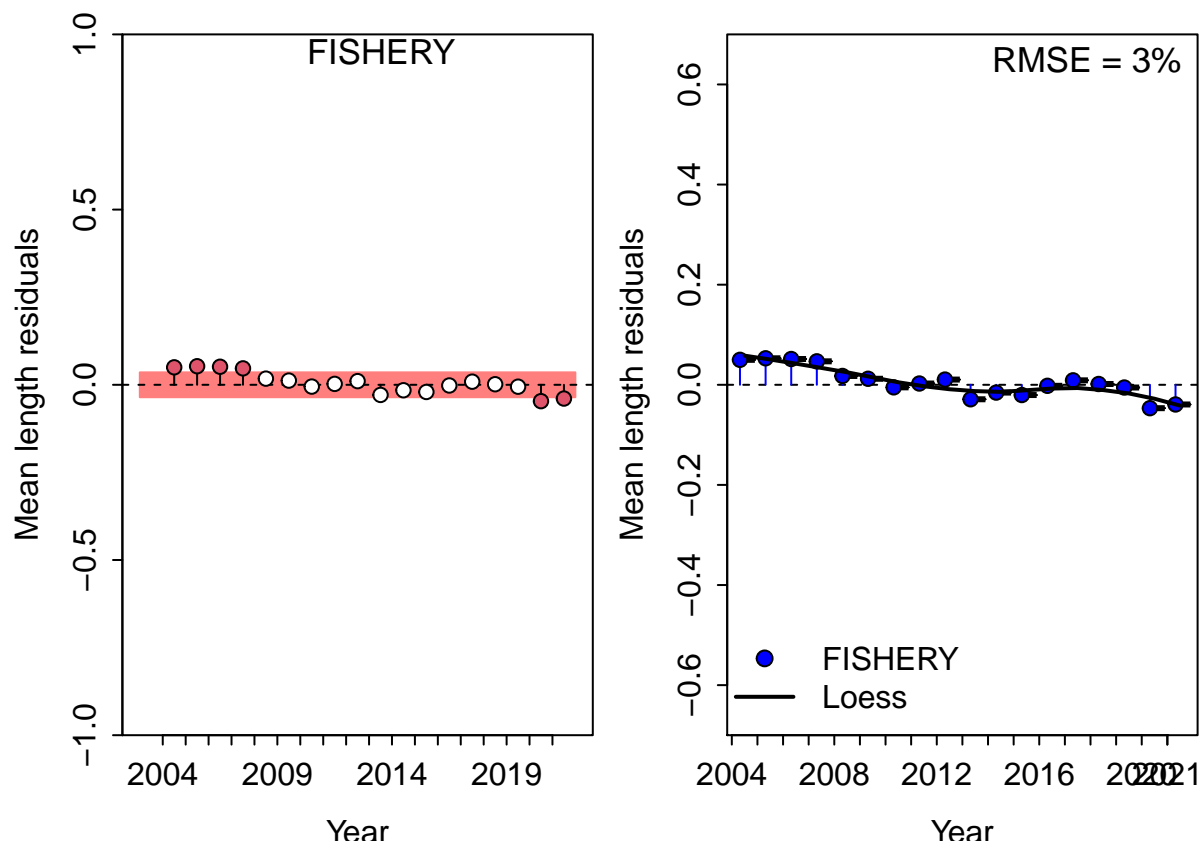 FISHERY
Mean length residuals
1.0
0.5
0.0
−0.5
−1.0
2004 2009 2014 2019
Year
RMSE = 3%
Mean length residuals
0.6
0.4
0.2
0.0
−0.2
−0.4
−0.6
FISHERY
Loess
2004 2008 2012 2016 2020 2021
Year